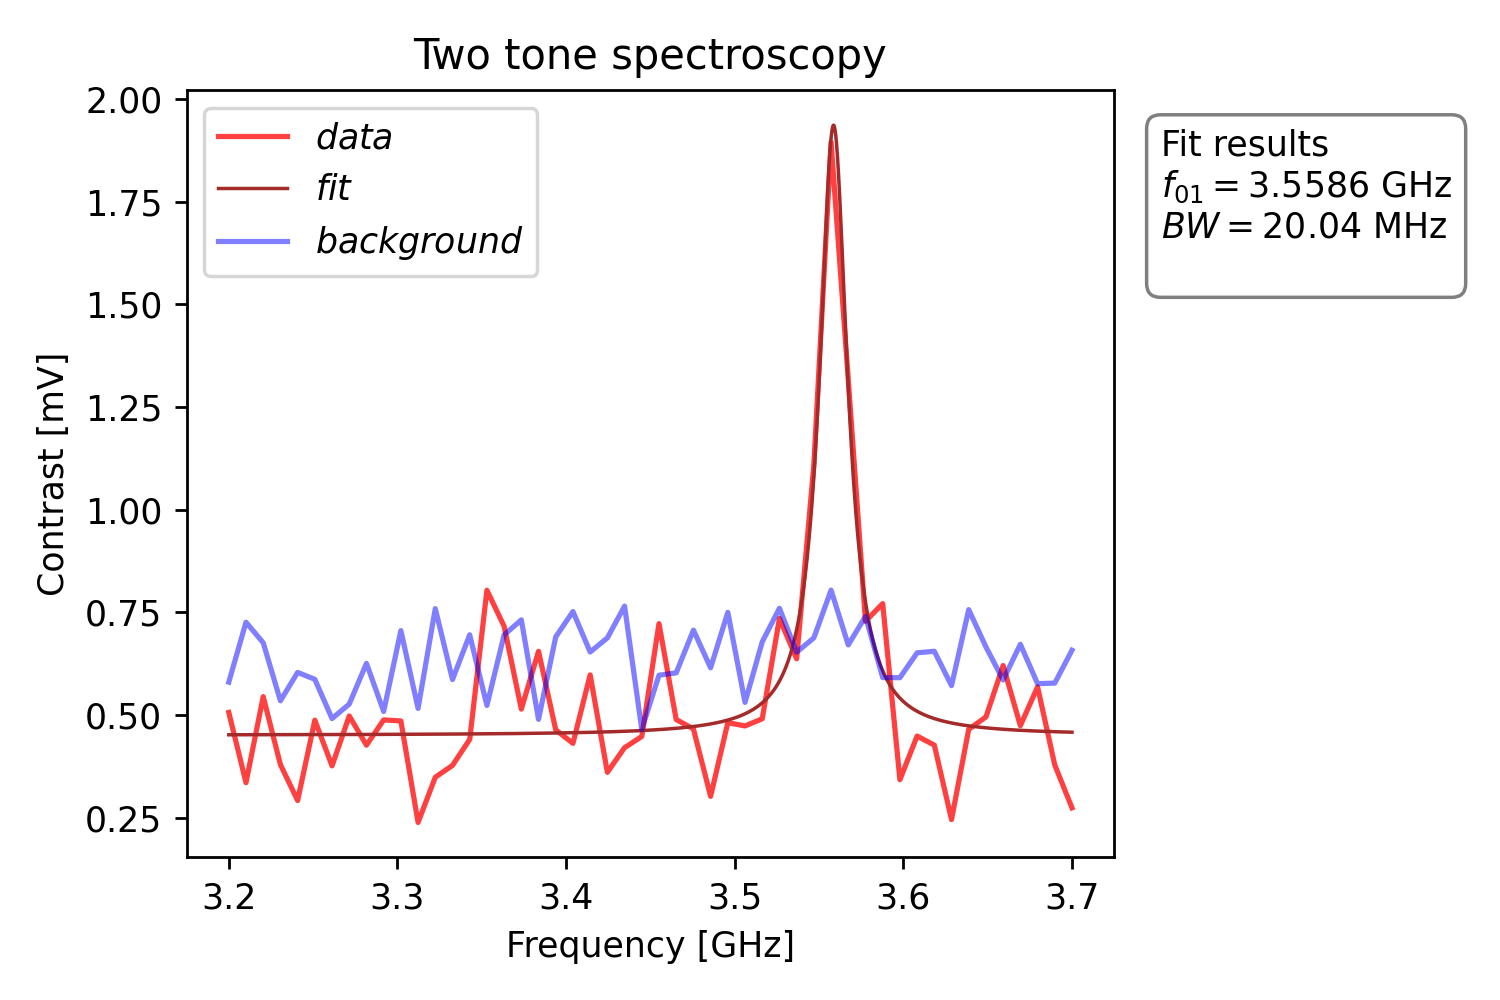 Two tone spectroscopy
data
fit
background
Fit results
f01 = 3.5586 GHz
BW = 20.04 MHz
Contrast [mV]
2.00
1.75
1.50
1.25
1.00
0.75
0.50
0.25
3.2 3.3 3.4 3.5 3.6 3.7
Frequency [GHz]